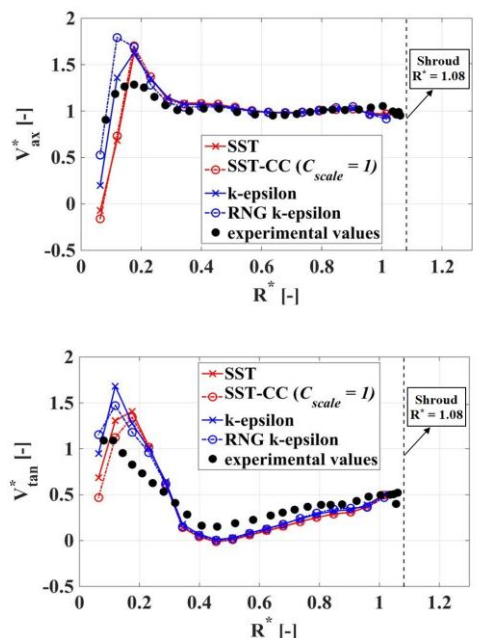 2
1.5
1
0.5
0
-0.5
V*ax [-]
Shroud
R* = 1.08
SST
SST-CC (Cscale = 1)
k-epsilon
RNG k-epsilon
experimental values
0 0.2 0.4 0.6 0.8 1 1.2
R* [-]
2
1.5
1
0.5
0
-0.5
V*tan [-]
SST
SST-CC (Cscale = 1)
k-epsilon
RNG k-epsilon
experimental values
Shroud
R* = 1.08
0 0.2 0.4 0.6 0.8 1 1.2
R* [-]